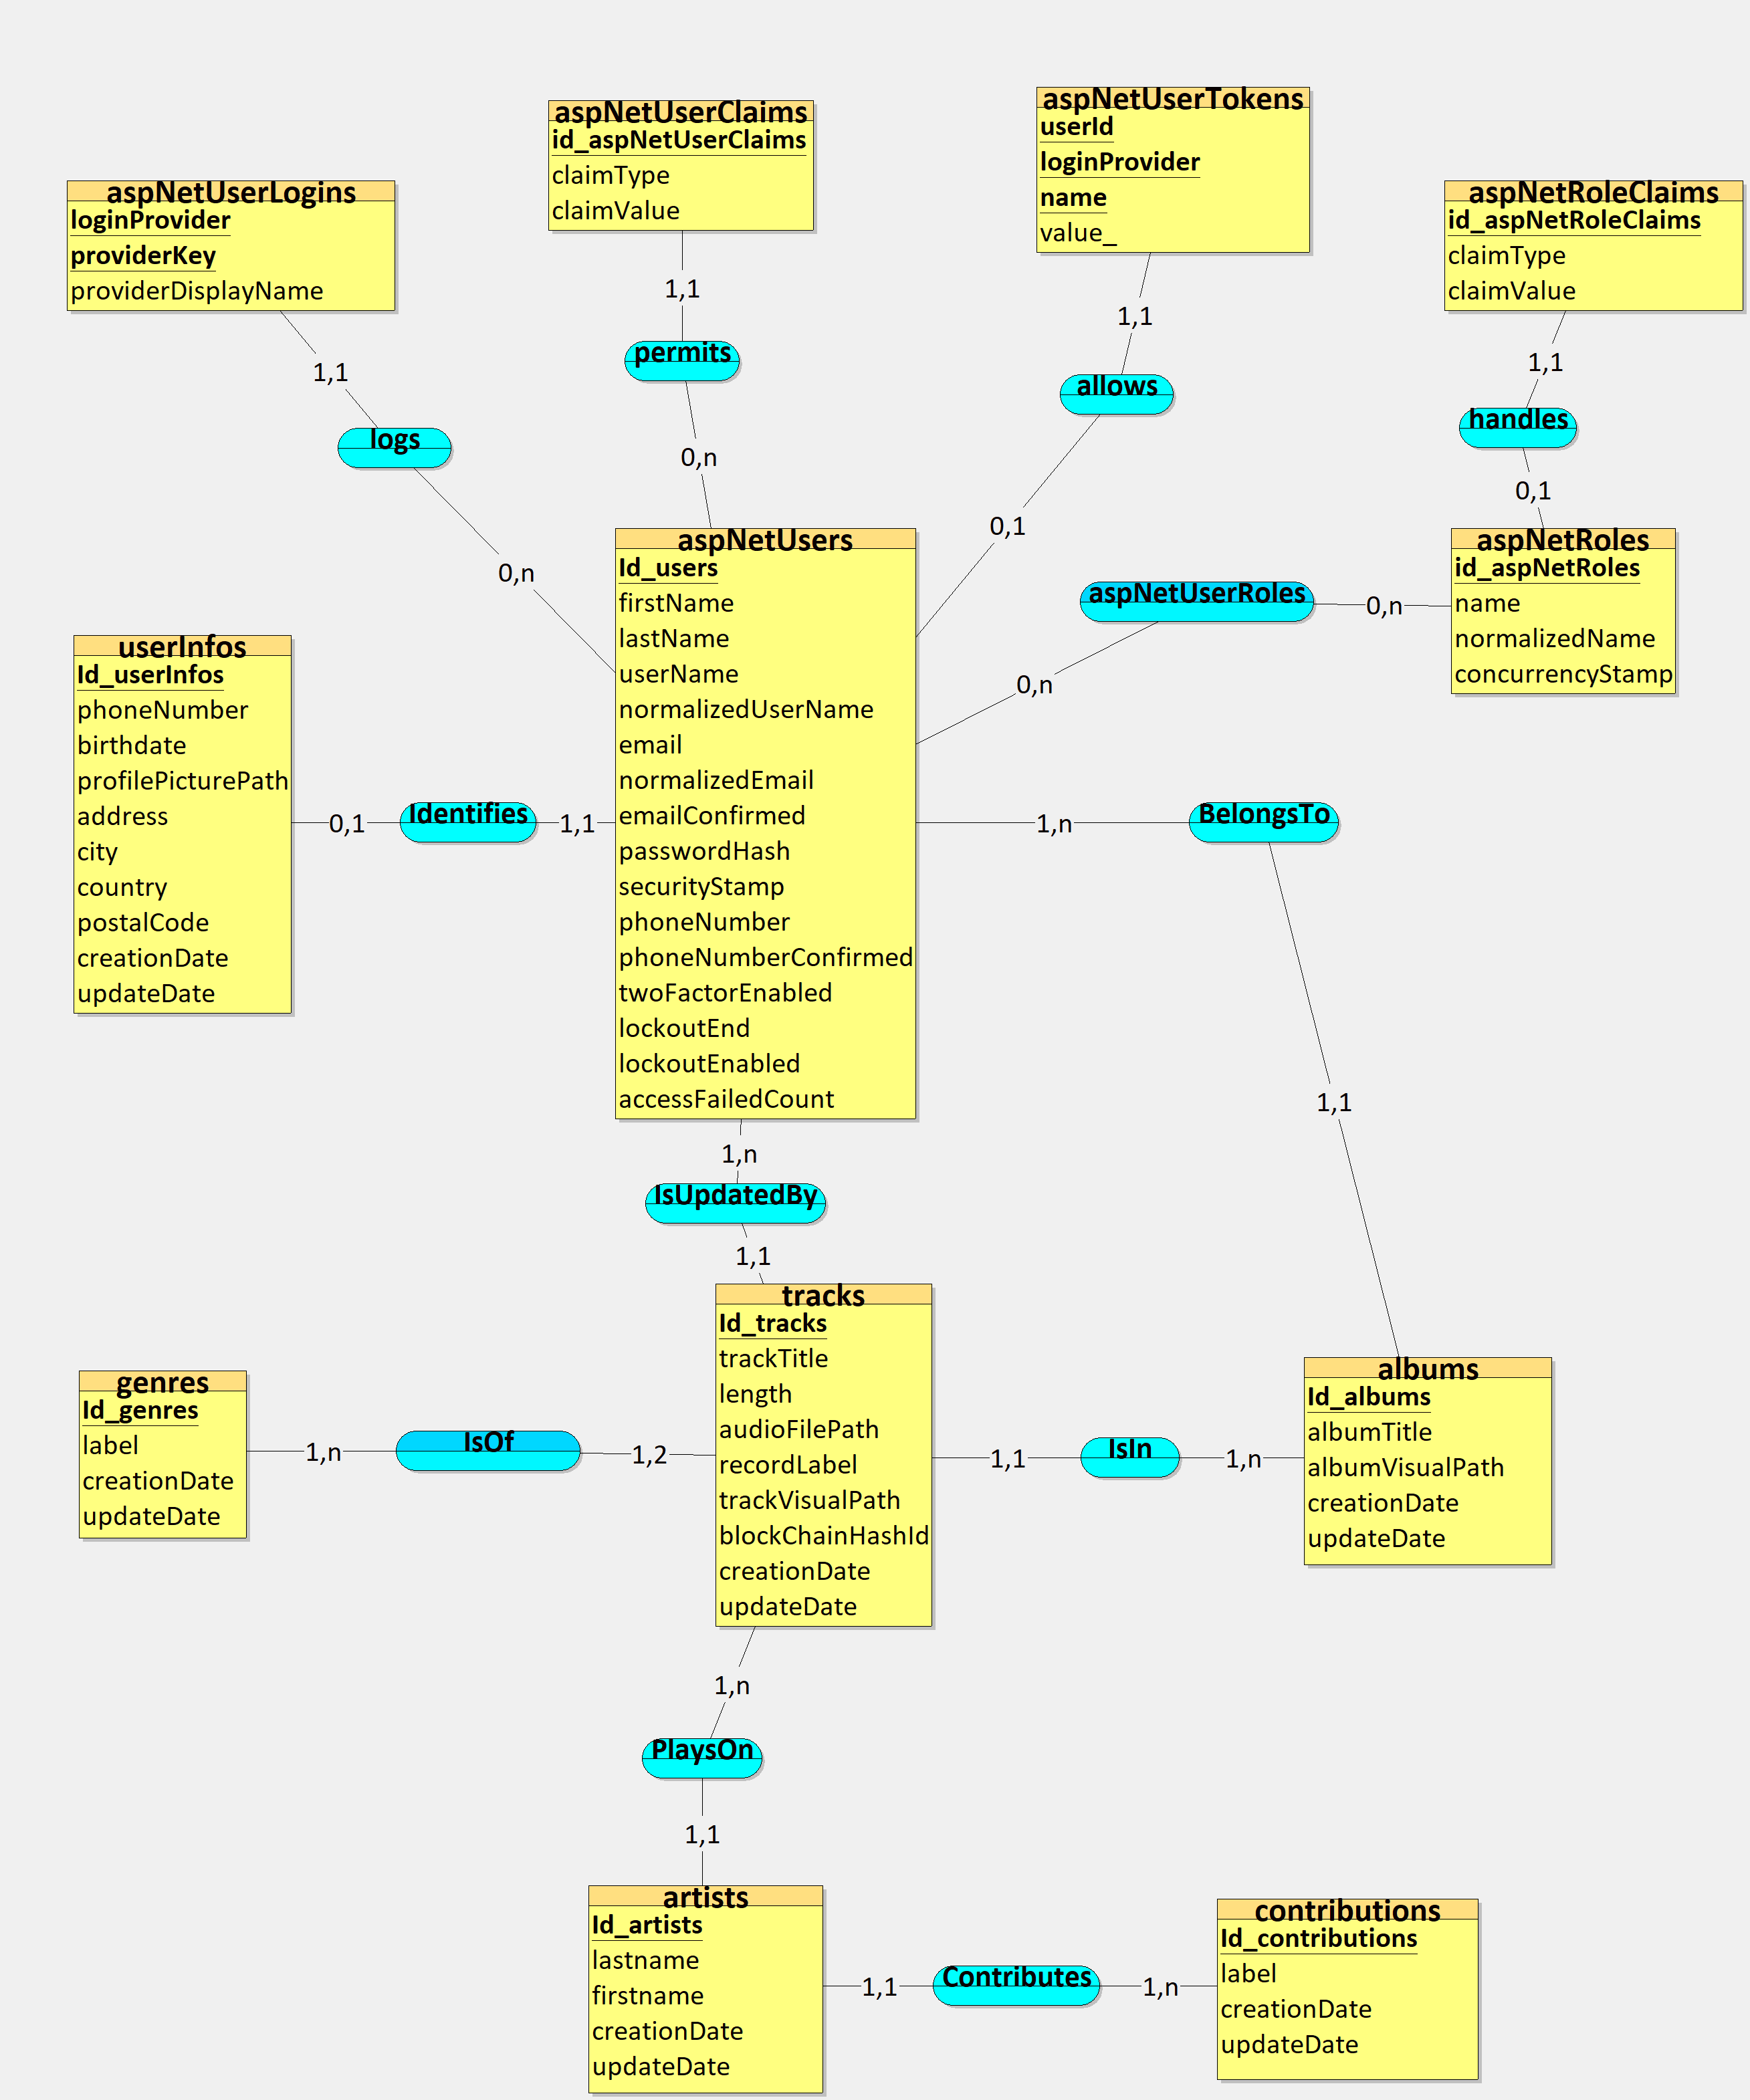 aspNetUserTokens
userId
loginProvider
name
value_
aspNetUserClaims
id_aspNetUserClaims
claimType
claimValue
aspNetUserLogins
loginProvider
providerKey
providerDisplayName
aspNetRoleClaims
id_aspNetRoleClaims
claimType
claimValue
1,1
permits
0,n
1,1
allows
0,1
1,1
logs
0,n
1,1
handles
0,1
aspNetUsers
Id_users
firstName
lastName
userName
normalizedUserName
email
normalizedEmail
emailConfirmed
passwordHash
securityStamp
phoneNumber
phoneNumberConfirmed
twoFactorEnabled
lockoutEnd
lockoutEnabled
accessFailedCount
aspNetRoles
id_aspNetRoles
name
normalizedName
concurrencyStamp
aspNetUserRoles
0,n
0,n
userInfos
Id_userInfos
phoneNumber
birthdate
profilePicturePath
address
city
country
postalCode
creationDate
updateDate
0,1
Identifies
1,1
1,n
BelongsTo
1,1
1,n
IsUpdatedBy
1,1
tracks
Id_tracks
trackTitle
length
audioFilePath
recordLabel
trackVisualPath
blockChainHashId
creationDate
updateDate
genres
Id_genres
label
creationDate
updateDate
1,n
IsOf
1,2
1,1
IsIn
1,n
albums
Id_albums
albumTitle
albumVisualPath
creationDate
updateDate
1,n
PlaysOn
1,1
artists
Id_artists
lastname
firstname
creationDate
updateDate
1,1
Contributes
1,n
contributions
Id_contributions
label
creationDate
updateDate